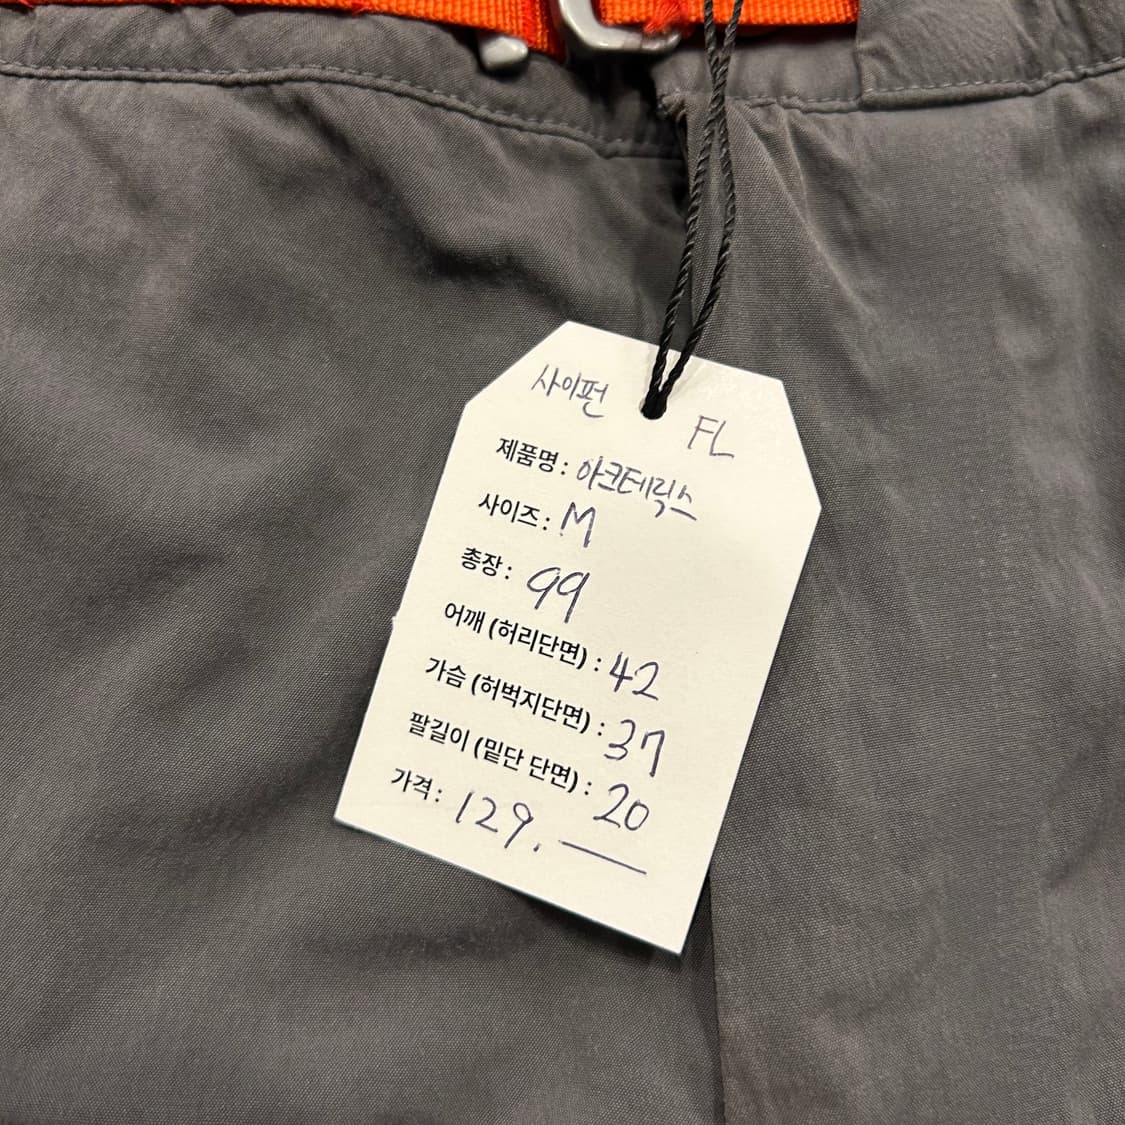 사이펀 FL
제품명: 아크테릭스
사이즈: M
총장: 99
어깨 (허리단면) : 42
가슴 (허벅지단면) : 37
팔길이 (밑단 단면) : 20
가격: 129.—